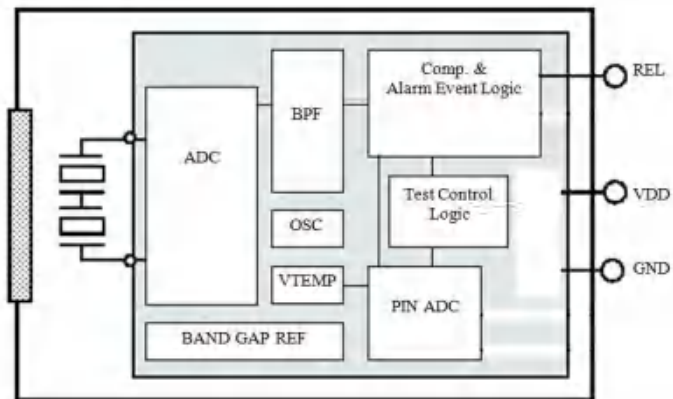 Comp. &
Alarm Event Logic
REL
BPF
ADC
Test Control
Logic
VDD
OSC
VTEMP
PIN ADC
GND
BAND GAP REF